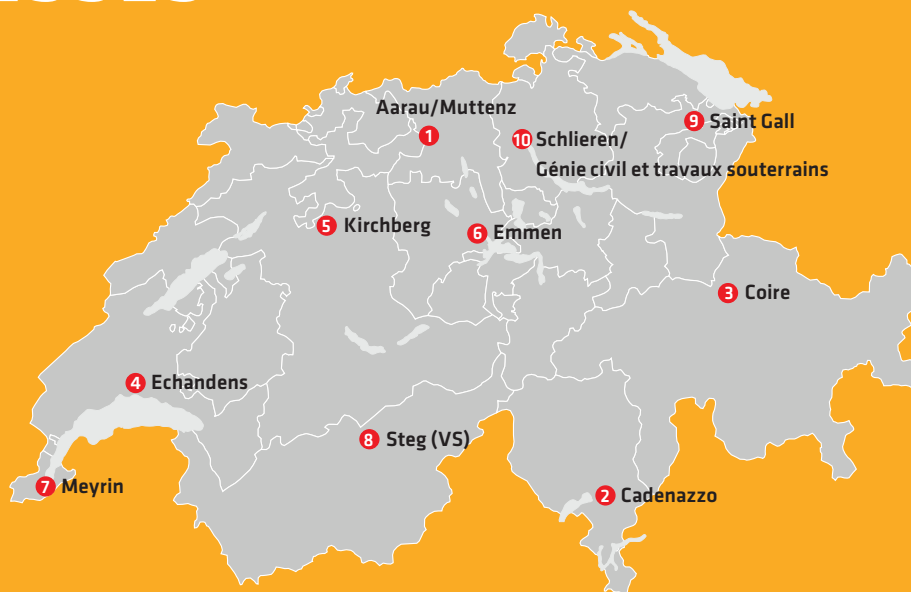 Aarau/Muttenz
1
9 Saint Gall
10 Schlieren/
Génie civil et travaux souterrains
5 Kirchberg
6 Emmen
3 Coire
4 Echandens
8 Steg (VS)
7 Meyrin
2 Cadenazzo